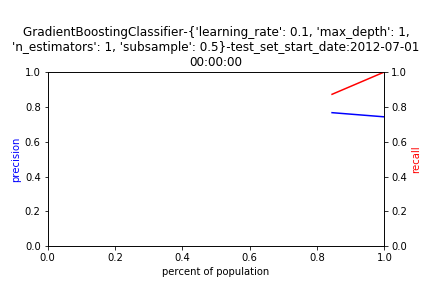 GradientBoostingClassifier-{'learning_rate': 0.1, 'max_depth': 1,
'n_estimators': 1, 'subsample': 0.5}-test_set_start_date:2012-07-01
00:00:00
1.0
0.8
0.6
0.4
0.2
0.0
precision
1.0
0.8
0.6
0.4
0.2
0.0
recall
0.0 0.2 0.4 0.6 0.8 1.0
percent of population